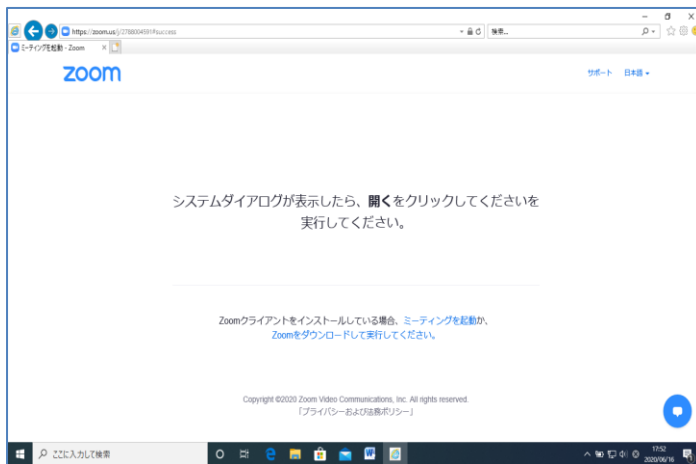 https://zoom.us/j/2786004591#success
検索...
ミーティングを起動 - Zoom
zoom
サポート 日本語
システムダイアログが表示したら、開くをクリックしてくださいを
実行してください。
Zoomクライアントをインストールしている場合、ミーティングを起動か、
Zoomをダウンロードして実行してください。
Copyright ©2020 Zoom Video Communications, Inc. All rights reserved.
「プライバシーおよび法務ポリシー」
ここに入力して検索
17:52
2020/06/16